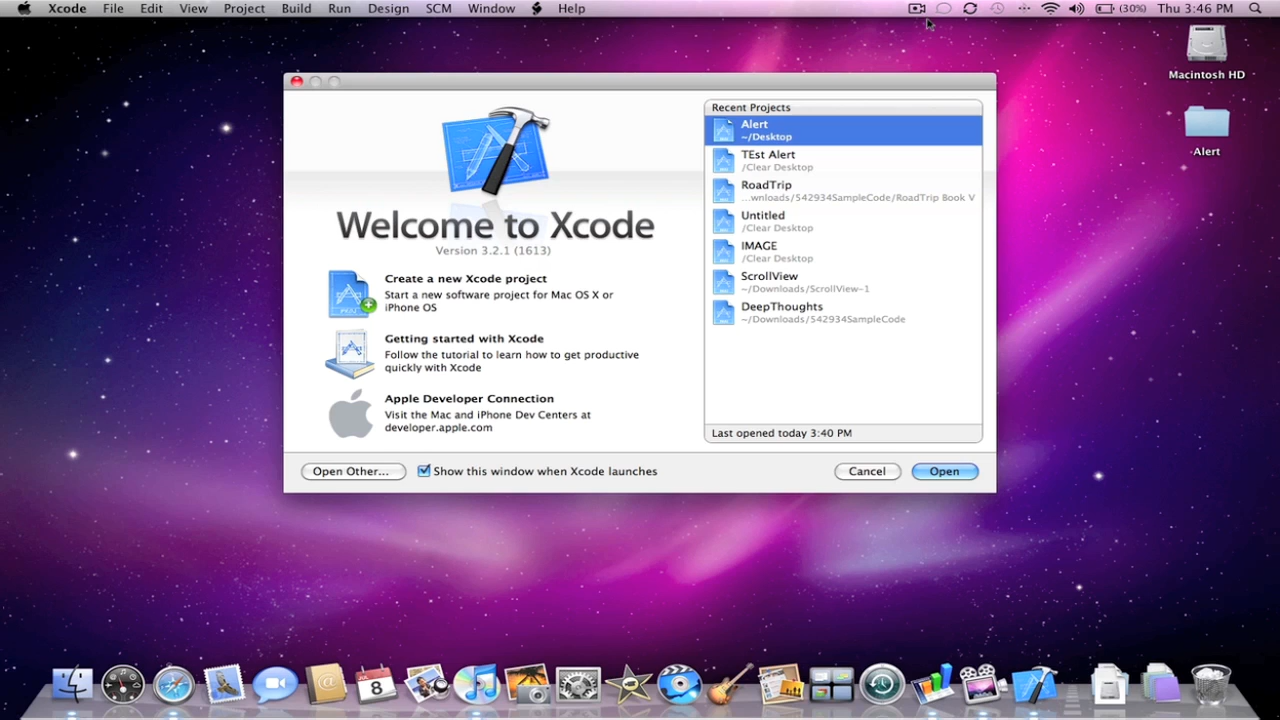 Xcode File Edit View Project Build Run Design SCM Window Help (30%) Thu 3:46 PM
Macintosh HD
Alert
Welcome to Xcode
Version 3.2.1 (1613)
Create a new Xcode project
Start a new software project for Mac OS X or
iPhone OS
Getting started with Xcode
Follow the tutorial to learn how to get productive
quickly with Xcode
Apple Developer Connection
Visit the Mac and iPhone Dev Centers at
developer.apple.com
Recent Projects
Alert
~/Desktop
TEst Alert
/Clear Desktop
RoadTrip
...wnloads/542934SampleCode/RoadTrip Book V
Untitled
/Clear Desktop
IMAGE
/Clear Desktop
ScrollView
~/Downloads/ScrollView-1
DeepThoughts
~/Downloads/542934SampleCode
Last opened today 3:40 PM
Open Other... Show this window when Xcode launches Cancel Open
8